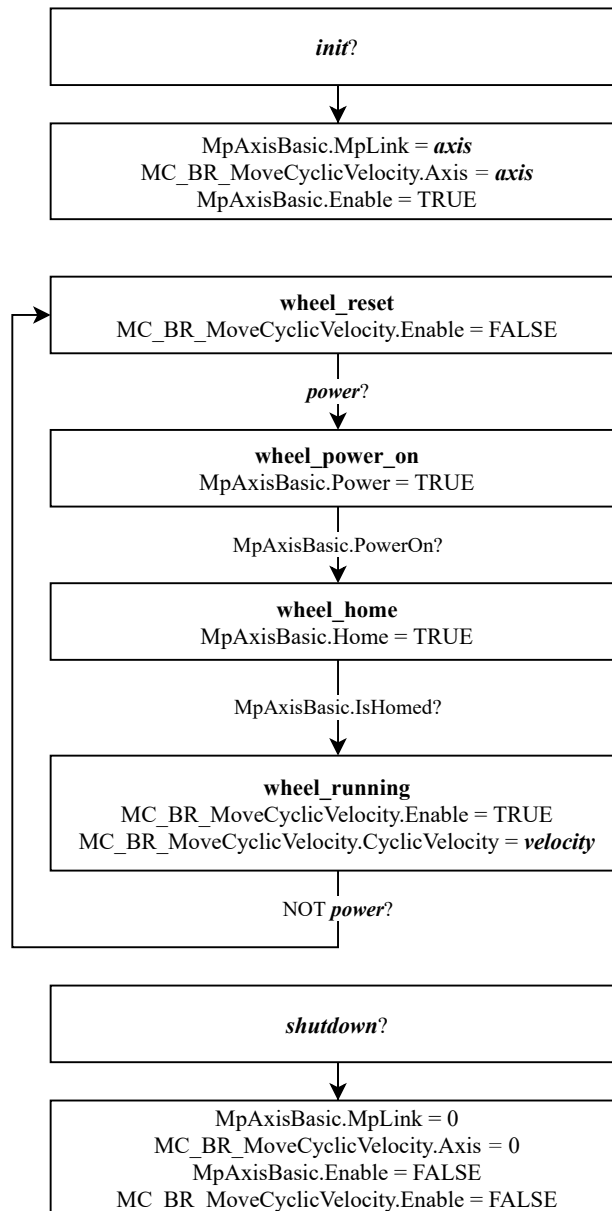 init?
MpAxisBasic.MpLink = axis
MC_BR_MoveCyclicVelocity.Axis = axis
MpAxisBasic.Enable = TRUE
wheel_reset
MC_BR_MoveCyclicVelocity.Enable = FALSE
power?
wheel_power_on
MpAxisBasic.Power = TRUE
MpAxisBasic.PowerOn?
wheel_home
MpAxisBasic.Home = TRUE
MpAxisBasic.IsHomed?
wheel_running
MC_BR_MoveCyclicVelocity.Enable = TRUE
MC_BR_MoveCyclicVelocity.CyclicVelocity = velocity
NOT power?
shutdown?
MpAxisBasic.MpLink = 0
MC_BR_MoveCyclicVelocity.Axis = 0
MpAxisBasic.Enable = FALSE
MC_BR_MoveCyclicVelocity.Enable = FALSE